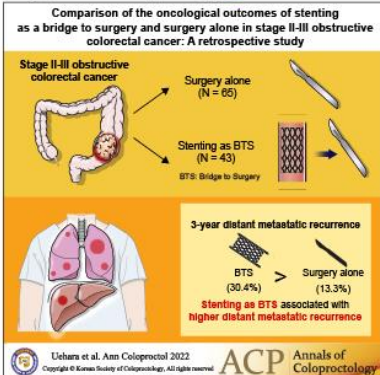 Comparison of the oncological outcomes of stenting
as a bridge to surgery and surgery alone in stage II-III obstructive
colorectal cancer: A retrospective study
Stage II-III obstructive
colorectal cancer
Surgery alone
(N = 65)
Stenting as BTS
(N = 43)
BTS: Bridge to Surgery
3-year distant metastatic recurrence
BTS
(30.4%)
>
Surgery alone
(13.3%)
Stenting as BTS associated with
higher distant metastatic recurrence
Uehara et al. Ann Coloproctol 2022
Copyright © Korean Society of Coloproctology, All rights reserved
ACP
Annals of
Coloproctology